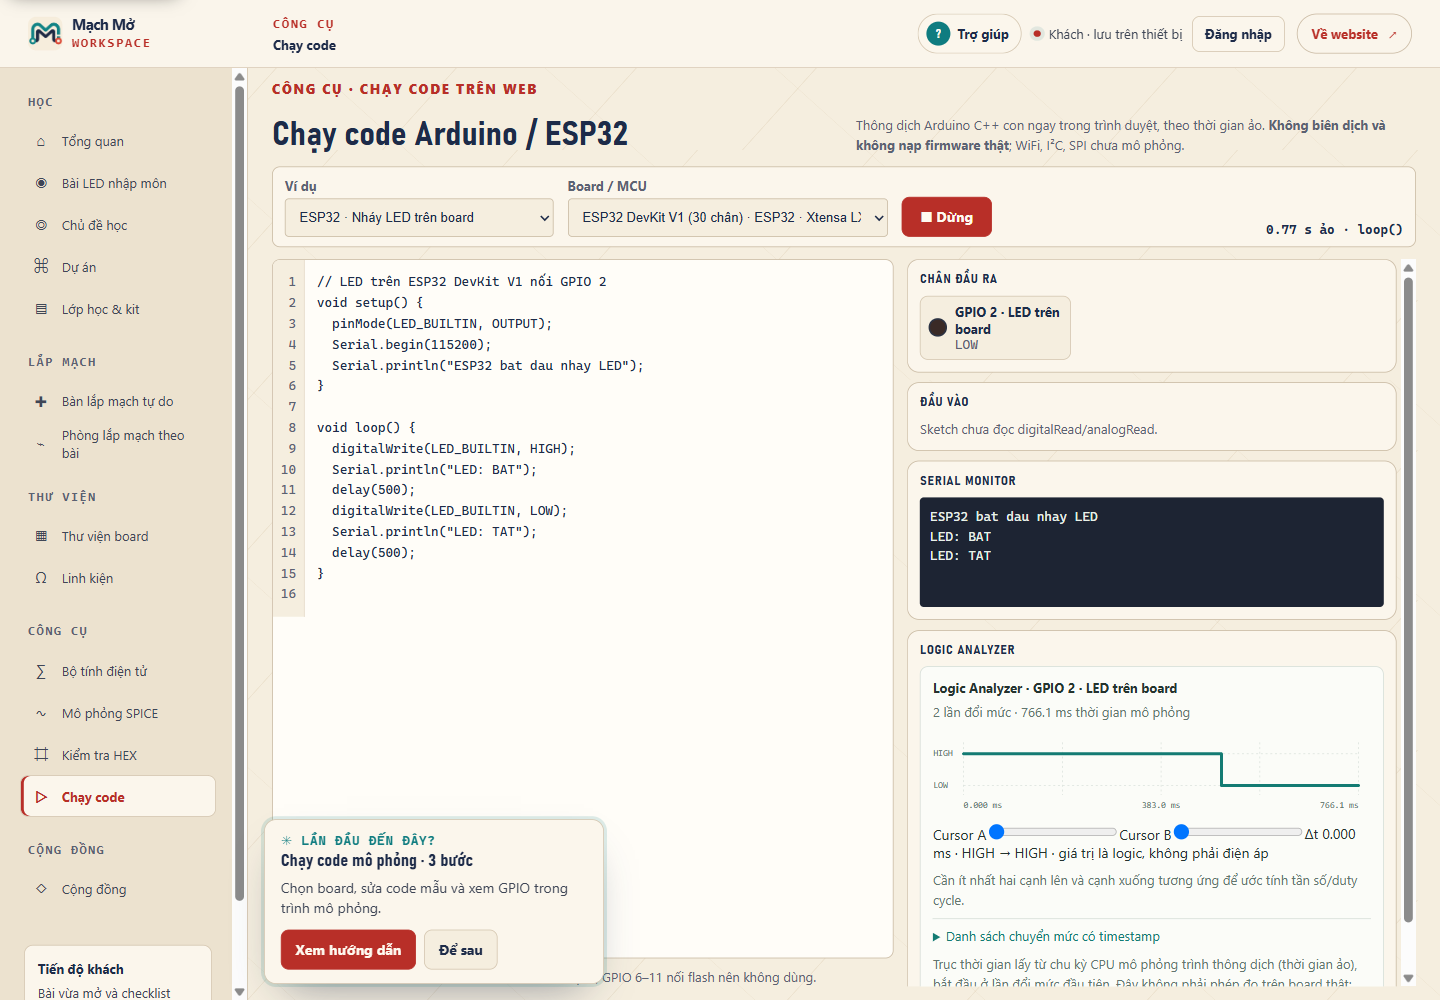 Mạch Mở
WORKSPACE
CÔNG CỤ
Chạy code
? Trợ giúp
Khách · lưu trên thiết bị
Đăng nhập
Về website ↗
HỌC
Tổng quan
Bài LED nhập môn
Chủ đề học
Dự án
Lớp học & kit
LẮP MẠCH
Bàn lắp mạch tự do
Phòng lắp mạch theo
bài
THƯ VIỆN
Thư viện board
Linh kiện
CÔNG CỤ
Bộ tính điện tử
Mô phỏng SPICE
Kiểm tra HEX
Chạy code
CỘNG ĐỒNG
Cộng đồng
Tiến độ khách
Bài vừa mở và checklist
CÔNG CỤ · CHẠY CODE TRÊN WEB
Chạy code Arduino / ESP32
Thông dịch Arduino C++ con ngay trong trình duyệt, theo thời gian ảo. Không biên dịch và
không nạp firmware thật; WiFi, I²C, SPI chưa mô phỏng.
Ví dụ
ESP32 · Nháy LED trên board
Board / MCU
ESP32 DevKit V1 (30 chân) · ESP32 · Xtensa LX
Dừng
0.77 s ảo · loop()
1 // LED trên ESP32 DevKit V1 nối GPIO 2
2 void setup() {
3 pinMode(LED_BUILTIN, OUTPUT);
4 Serial.begin(115200);
5 Serial.println("ESP32 bat dau nhay LED");
6 }
7
8 void loop() {
9 digitalWrite(LED_BUILTIN, HIGH);
10 Serial.println("LED: BAT");
11 delay(500);
12 digitalWrite(LED_BUILTIN, LOW);
13 Serial.println("LED: TAT");
14 delay(500);
15 }
16
✳ LẦN ĐẦU ĐẾN ĐÂY?
Chạy code mô phỏng · 3 bước
Chọn board, sửa code mẫu và xem GPIO trong
trình mô phỏng.
Xem hướng dẫn
Để sau
GPIO 6–11 nối flash nên không dùng.
CHÂN ĐẦU RA
GPIO 2 · LED trên
board
LOW
ĐẦU VÀO
Sketch chưa đọc digitalRead/analogRead.
SERIAL MONITOR
ESP32 bat dau nhay LED
LED: BAT
LED: TAT
LOGIC ANALYZER
Logic Analyzer · GPIO 2 · LED trên board
2 lần đổi mức · 766.1 ms thời gian mô phỏng
HIGH
LOW
0.000 ms
383.0 ms
766.1 ms
Cursor A
Cursor B
Δt 0.000
ms · HIGH → HIGH · giá trị là logic, không phải điện áp
Cần ít nhất hai cạnh lên và cạnh xuống tương ứng để ước tính tần số/duty
cycle.
▶ Danh sách chuyển mức có timestamp
Trục thời gian lấy từ chu kỳ CPU mô phỏng trình thông dịch (thời gian ảo),
bắt đầu ở lần đổi mức đầu tiên. Đây không phải phép đo trên board thật;